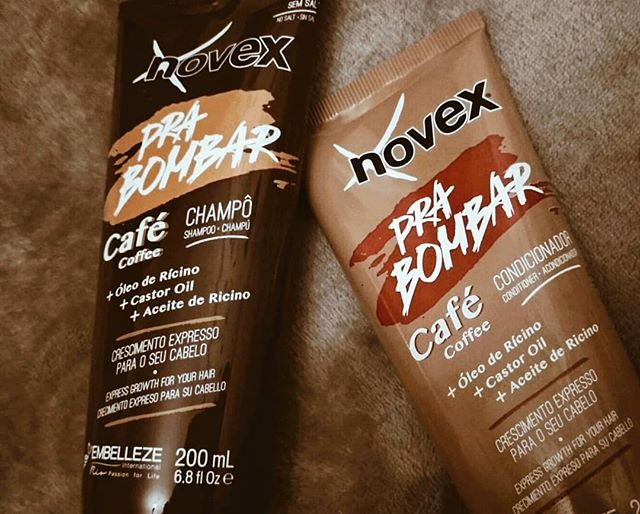 SEM SAL
NO SALT • SIN SAL
novex
PRA
BOMBAR
Café
Coffee
CHAMPÔ
SHAMPOO • CHAMPÚ
+ Óleo de Rícino
+ Castor Oil
+ Aceite de Ricino
CRESCIMENTO EXPRESSO
PARA O SEU CABELO
•
EXPRESS GROWTH FOR YOUR HAIR
CRECIMENTO EXPRESO PARA SU CABELLO
EMBELLEZE
international
Rio Passion for Life
200 mL
6.8 fl Oz e
novex
PRA
BOMBAR
Café
Coffee
CONDICIONADOR
CONDITIONER • ACONDICIONADOR
+ Óleo de Rícino
+ Castor Oil
+ Aceite de Ricino
CRESCIMENTO EXPRESSO
PARA O SEU CABELO
•
EXPRESS GROWTH FOR YOUR HAIR
CRECIMENTO EXPRESO PARA SU CABELLO